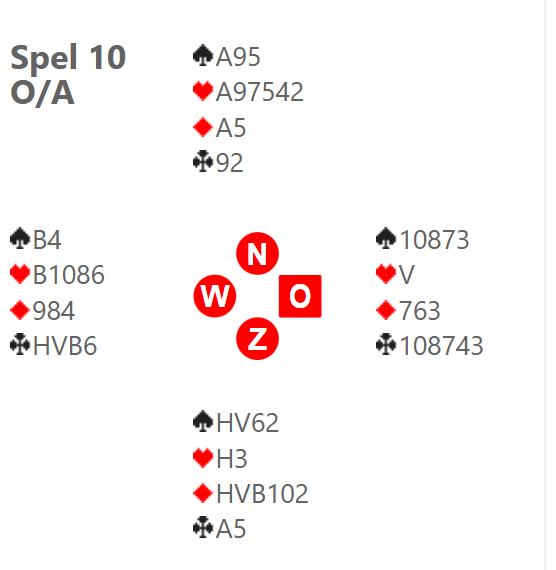 Spel 10
O/A
♠A95
♥A97542
♦A5
♣92
♠B4
♥B1086
♦984
♣HVB6
N
W
O
Z
♠10873
♥V
♦763
♣108743
♠HV62
♥H3
♦HVB102
♣A5